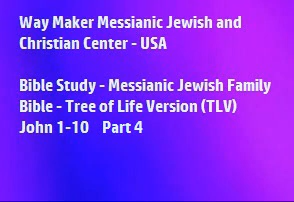 Way Maker Messianic Jewish and
Christian Center - USA
Bible Study - Messianic Jewish Family
Bible - Tree of Life Version (TLV)
John 1-10 Part 4